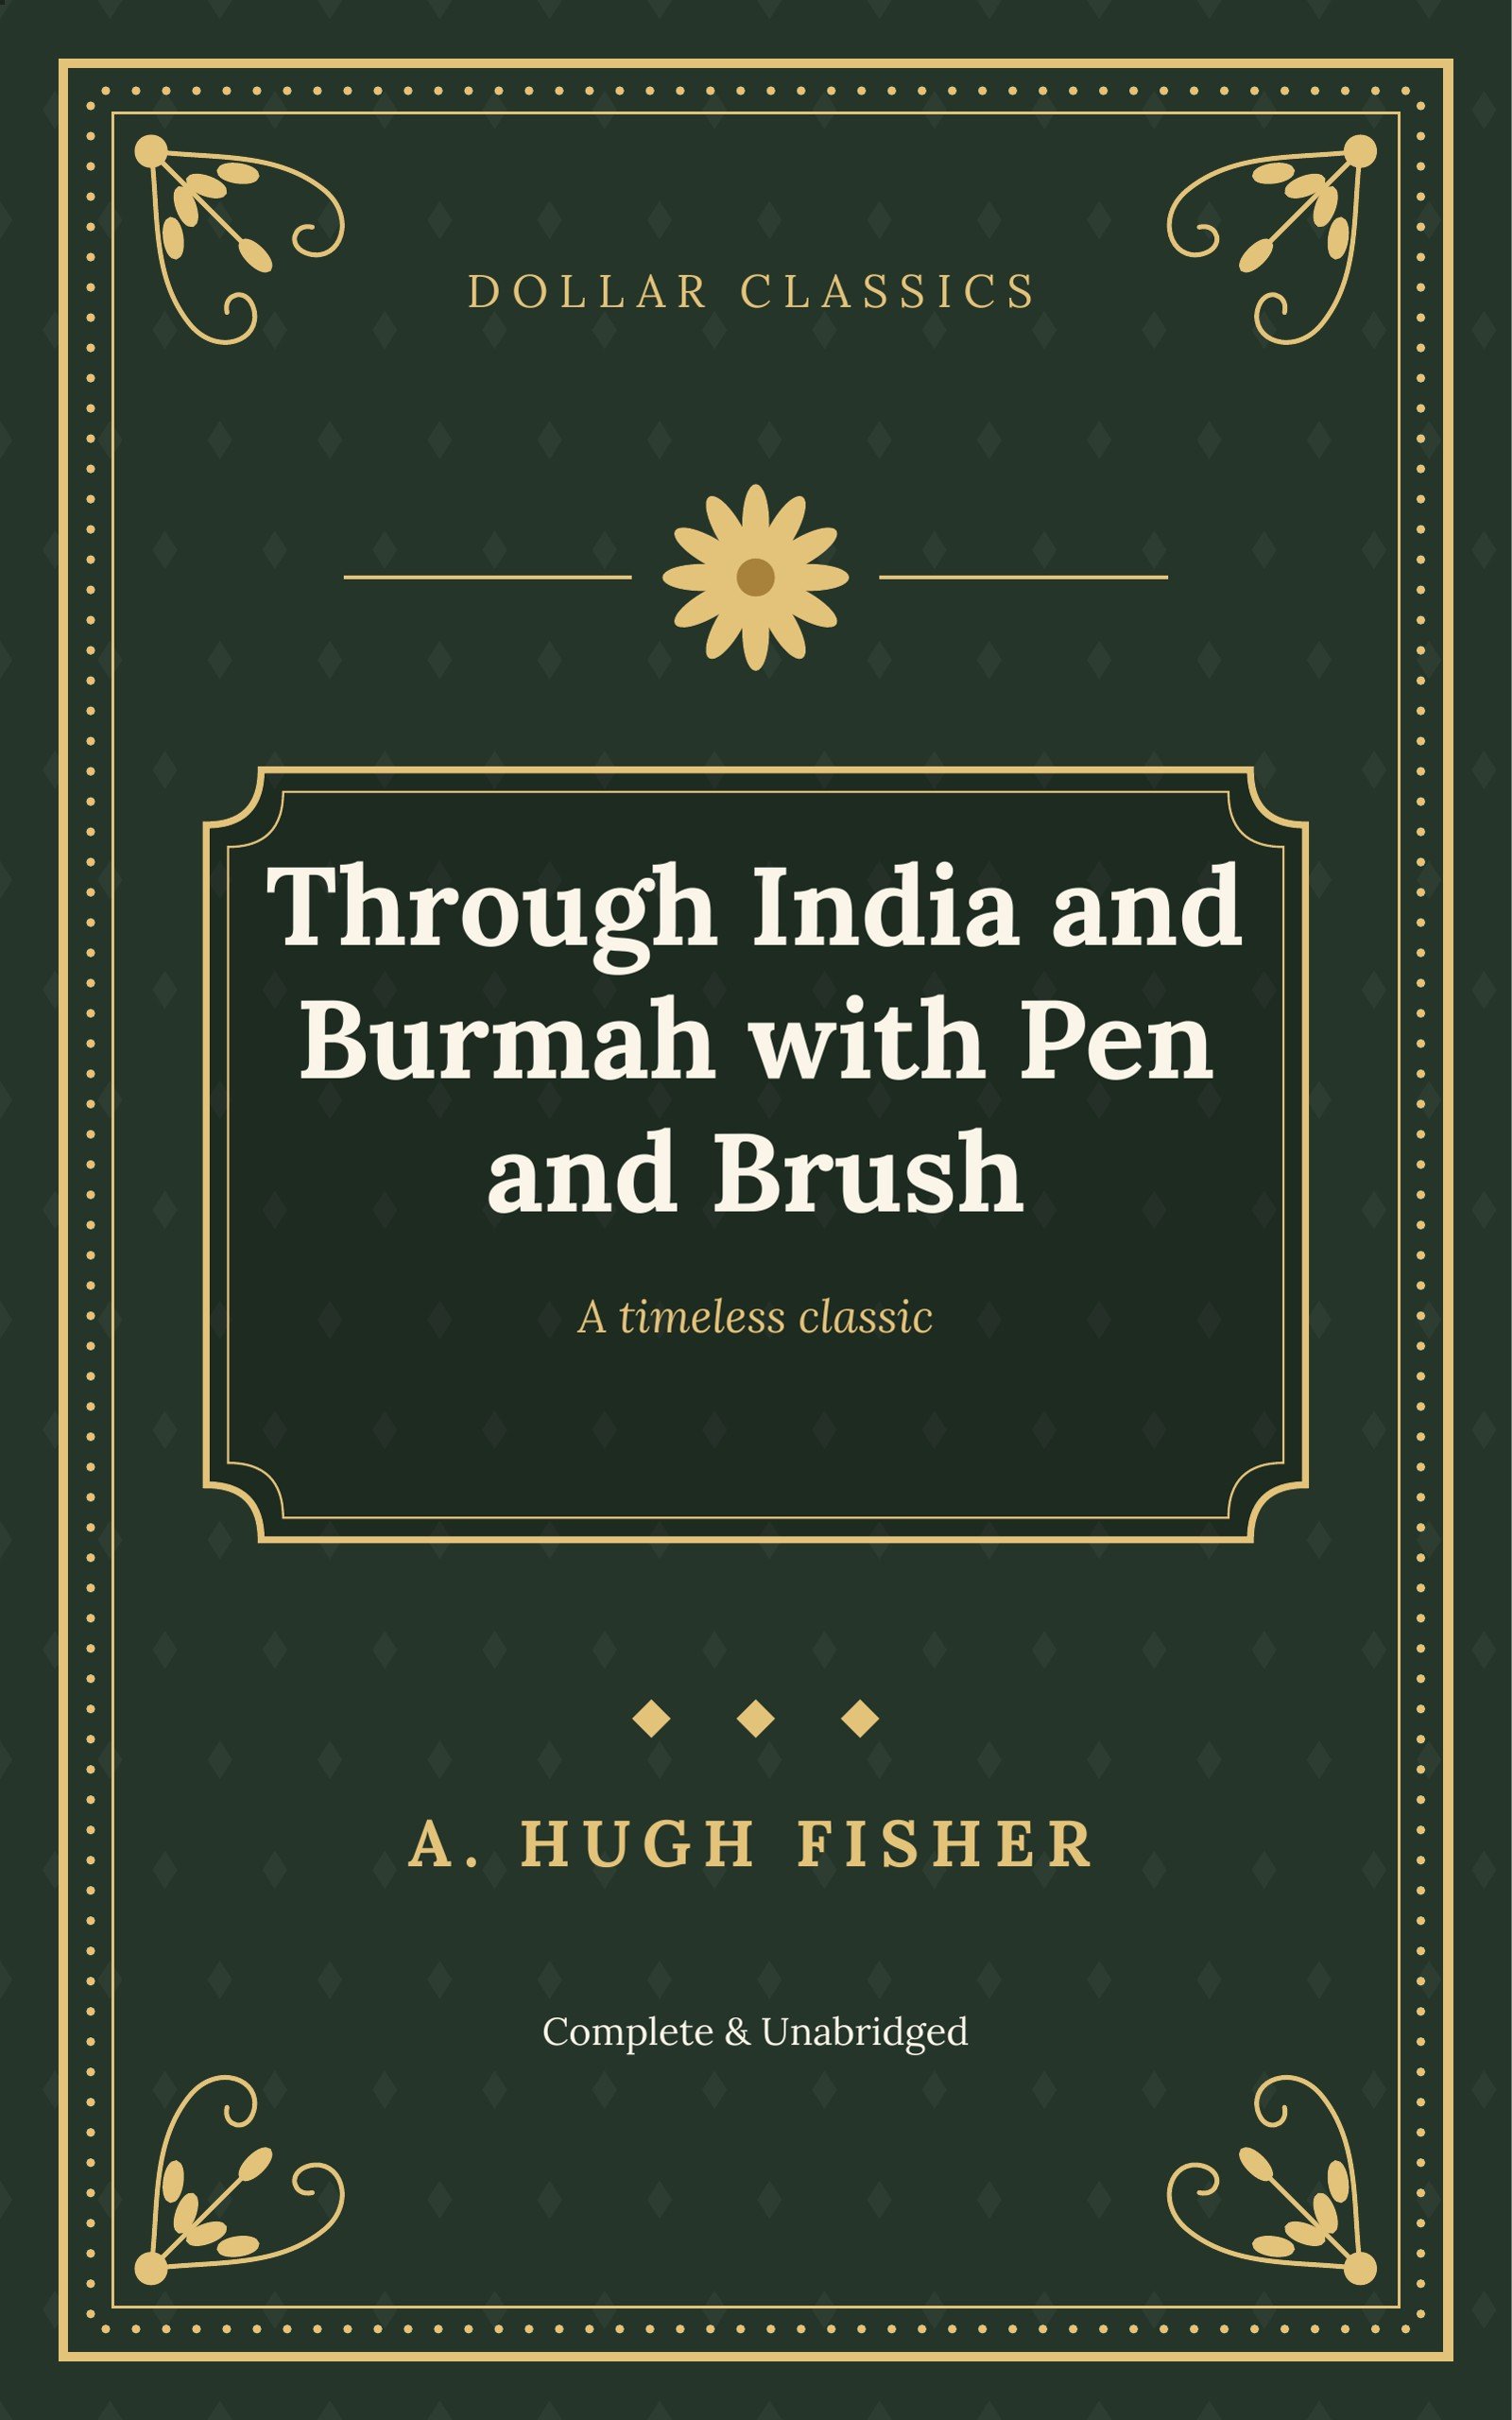 DOLLAR CLASSICS
Through India and
Burmah with Pen
and Brush
A timeless classic
A. HUGH FISHER
Complete & Unabridged